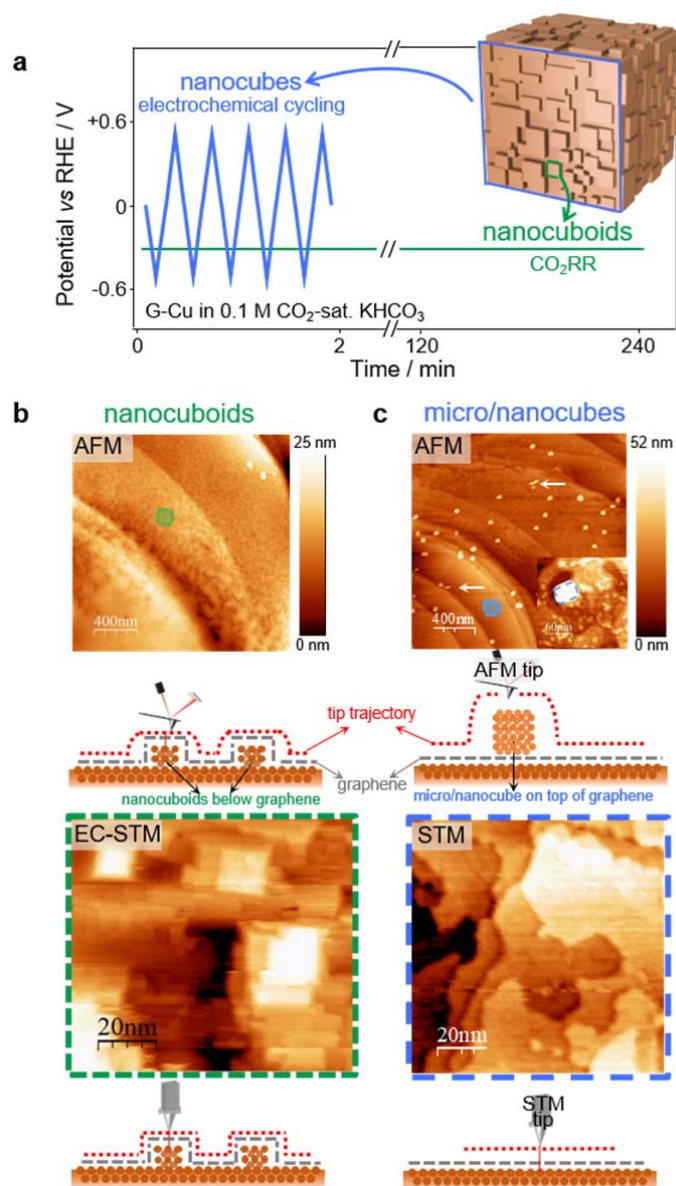 a
nanocubes
electrochemical cycling
Potential vs RHE / V
+0.6
0
-0.6
nanocuboids
CO₂RR
G-Cu in 0.1 M CO₂-sat. KHCO₃
0
2
120
240
Time / min
b
nanocuboids
AFM
25 nm
400nm
0 nm
c
micro/nanocubes
AFM
52 nm
400nm
60nm
0 nm
AFM tip
tip trajectory
graphene
nanocuboids below graphene
micro/nanocube on top of graphene
EC-STM
20nm
STM
20nm
STM
tip